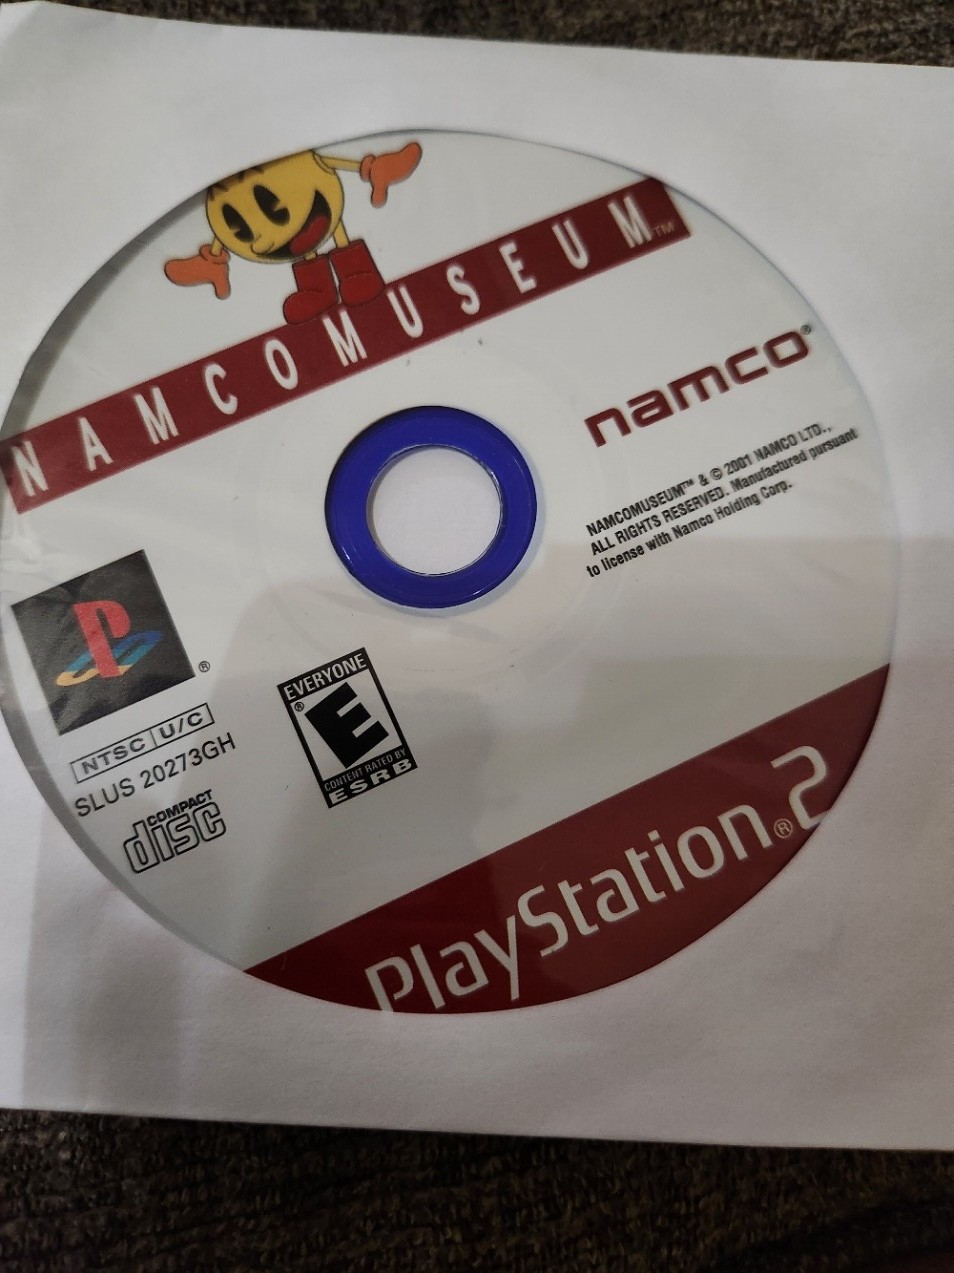 NAMCOMUSEUM™
namco®
NAMCOMUSEUM™ & © 2001 NAMCO LTD.,
ALL RIGHTS RESERVED. Manufactured pursuant
to license with Namco Holding Corp.
®
NTSC U/C
SLUS 20273GH
COMPACT
disc
EVERYONE
®
E
CONTENT RATED BY
ESRB
PlayStation®2